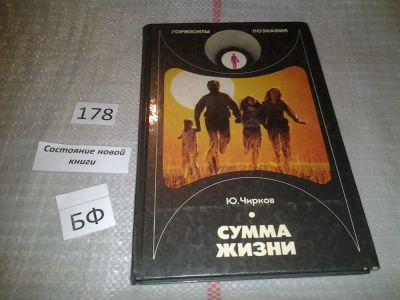 ГОРИЗОНТЫ ПОЗНАНИЯ
178
Состояние новой
книги
БФ
Ю. Чирков
СУММА
ЖИЗНИ